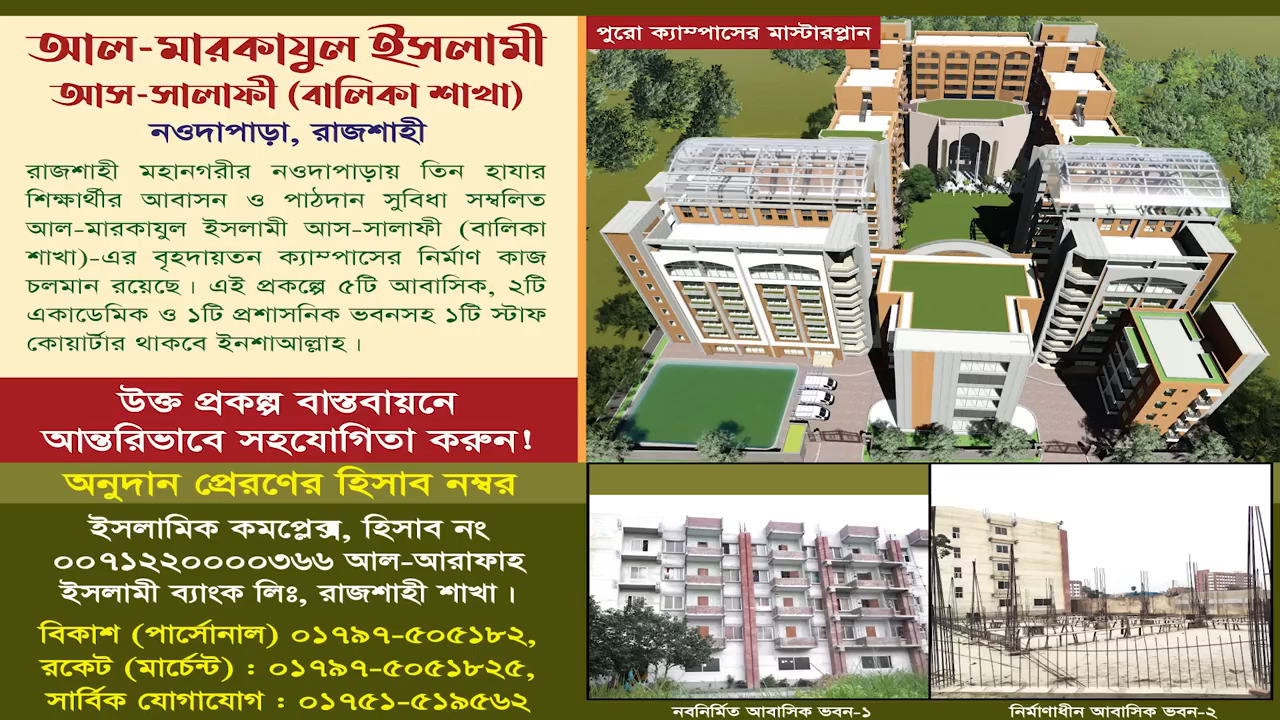 আল-মারকাযুল ইসলামী
আস-সালাফী (বালিকা শাখা)
নওদাপাড়া, রাজশাহী
রাজশাহী মহানগরীর নওদাপাড়ায় তিন হাযার
শিক্ষার্থীর আবাসন ও পাঠদান সুবিধা সম্বলিত
আল-মারকাযুল ইসলামী আস-সালাফী (বালিকা
শাখা)-এর বৃহদায়তন ক্যাম্পাসের নির্মাণ কাজ
চলমান রয়েছে। এই প্রকল্পে ৫টি আবাসিক, ২টি
একাডেমিক ও ১টি প্রশাসনিক ভবনসহ ১টি স্টাফ
কোয়ার্টার থাকবে ইনশাআল্লাহ।
উক্ত প্রকল্প বাস্তবায়নে
আন্তরিভাবে সহযোগিতা করুন!
অনুদান প্রেরণের হিসাব নম্বর
ইসলামিক কমপ্লেক্স, হিসাব নং
০০৭১২২০০০০৩৬৬ আল-আরাফাহ
ইসলামী ব্যাংক লিঃ, রাজশাহী শাখা।
বিকাশ (পার্সোনাল) ০১৭৯৭-৫০৫১৮২,
রকেট (মার্চেন্ট) : ০১৭৯৭-৫০৫১৮২৫,
সার্বিক যোগাযোগ : ০১৭৫১-৫১৯৫৬২
পুরো ক্যাম্পাসের মাস্টারপ্লান
নবনির্মিত আবাসিক ভবন-১
নির্মাণাধীন আবাসিক ভবন-২